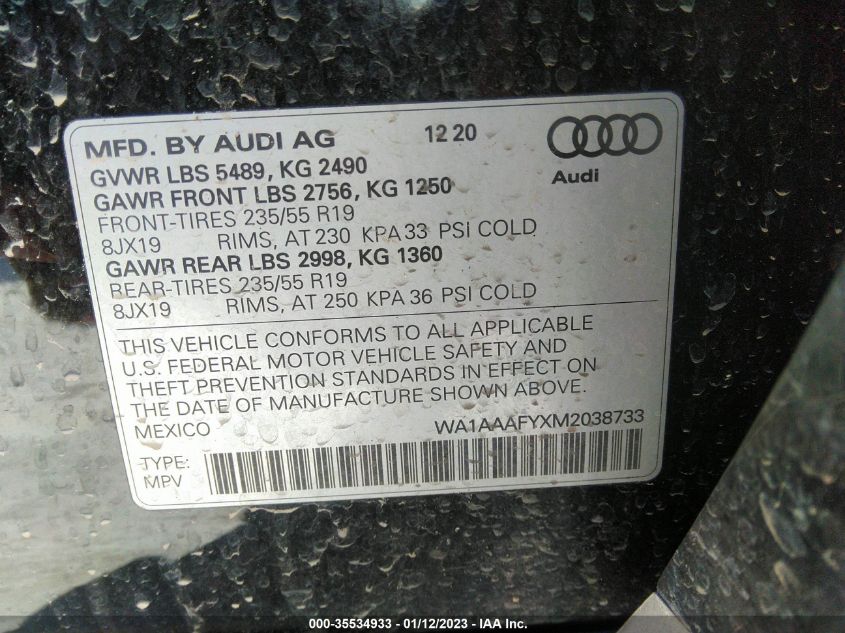 MFD. BY AUDI AG 12 20
GVWR LBS 5489, KG 2490
GAWR FRONT LBS 2756, KG 1250
Audi
FRONT-TIRES 235/55 R19
8JX19 RIMS, AT 230 KPA 33 PSI COLD
GAWR REAR LBS 2998, KG 1360
REAR-TIRES 235/55 R19
8JX19 RIMS, AT 250 KPA 36 PSI COLD
THIS VEHICLE CONFORMS TO ALL APPLICABLE
U.S. FEDERAL MOTOR VEHICLE SAFETY AND
THEFT PREVENTION STANDARDS IN EFFECT ON
THE DATE OF MANUFACTURE SHOWN ABOVE.
MEXICO WA1AAAFYXM2038733
TYPE:
MPV
000-35534933 - 01/12/2023 - IAA Inc.